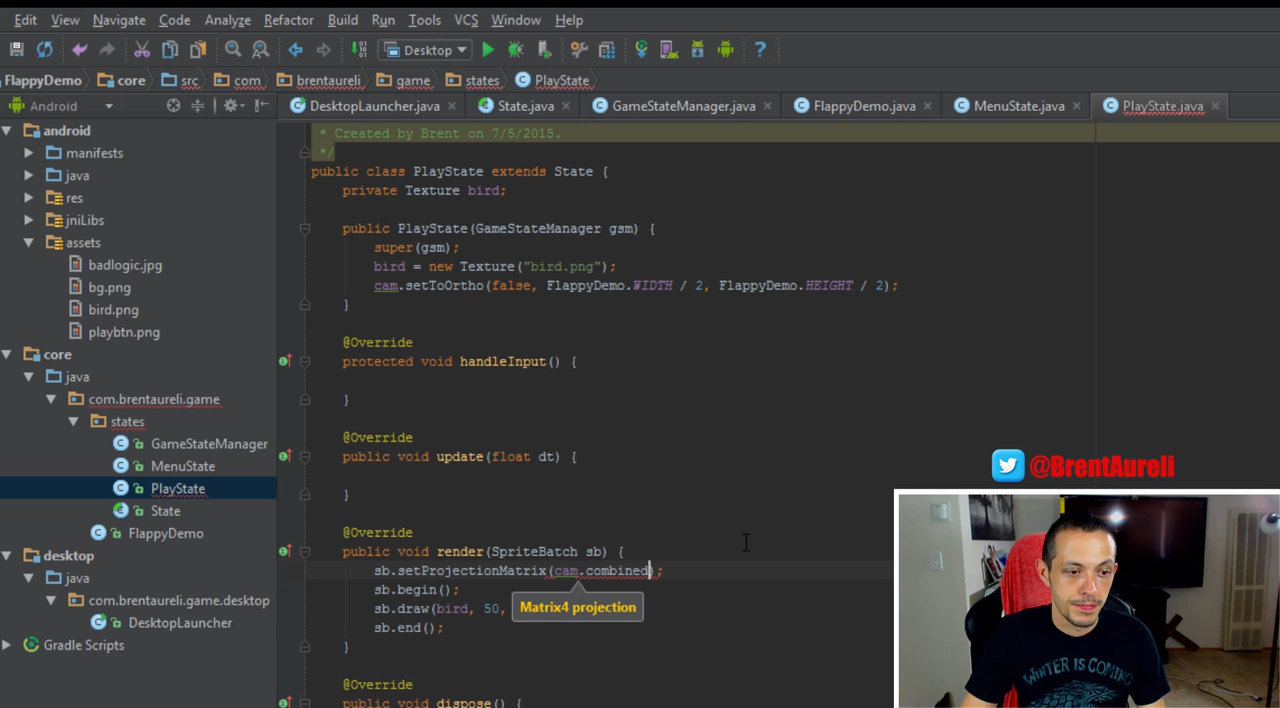 Edit View Navigate Code Analyze Refactor Build Run Tools VCS Window Help
Desktop
FlappyDemo core src com brentaureli game states PlayState
Android DesktopLauncher.java State.java GameStateManager.java FlappyDemo.java MenuState.java PlayState.java
android
manifests
java
res
jniLibs
assets
badlogic.jpg
bg.png
bird.png
playbtn.png
core
java
com.brentaureli.game
states
GameStateManager
MenuState
PlayState
State
FlappyDemo
desktop
java
com.brentaureli.game.desktop
DesktopLauncher
Gradle Scripts
* Created by Brent on 7/5/2015.
*/
public class PlayState extends State {
private Texture bird;
public PlayState(GameStateManager gsm) {
super(gsm);
bird = new Texture("bird.png");
cam.setToOrtho(false, FlappyDemo.WIDTH / 2, FlappyDemo.HEIGHT / 2);
}
@Override
protected void handleInput() {
}
@Override
public void update(float dt) {
}
@Override
public void render(SpriteBatch sb) {
sb.setProjectionMatrix(cam.combined);
sb.begin();
sb.draw(bird, 50,
Matrix4 projection
sb.end();
}
@Override
public void dispose() {
@BrentAureli
WINTER IS COMING